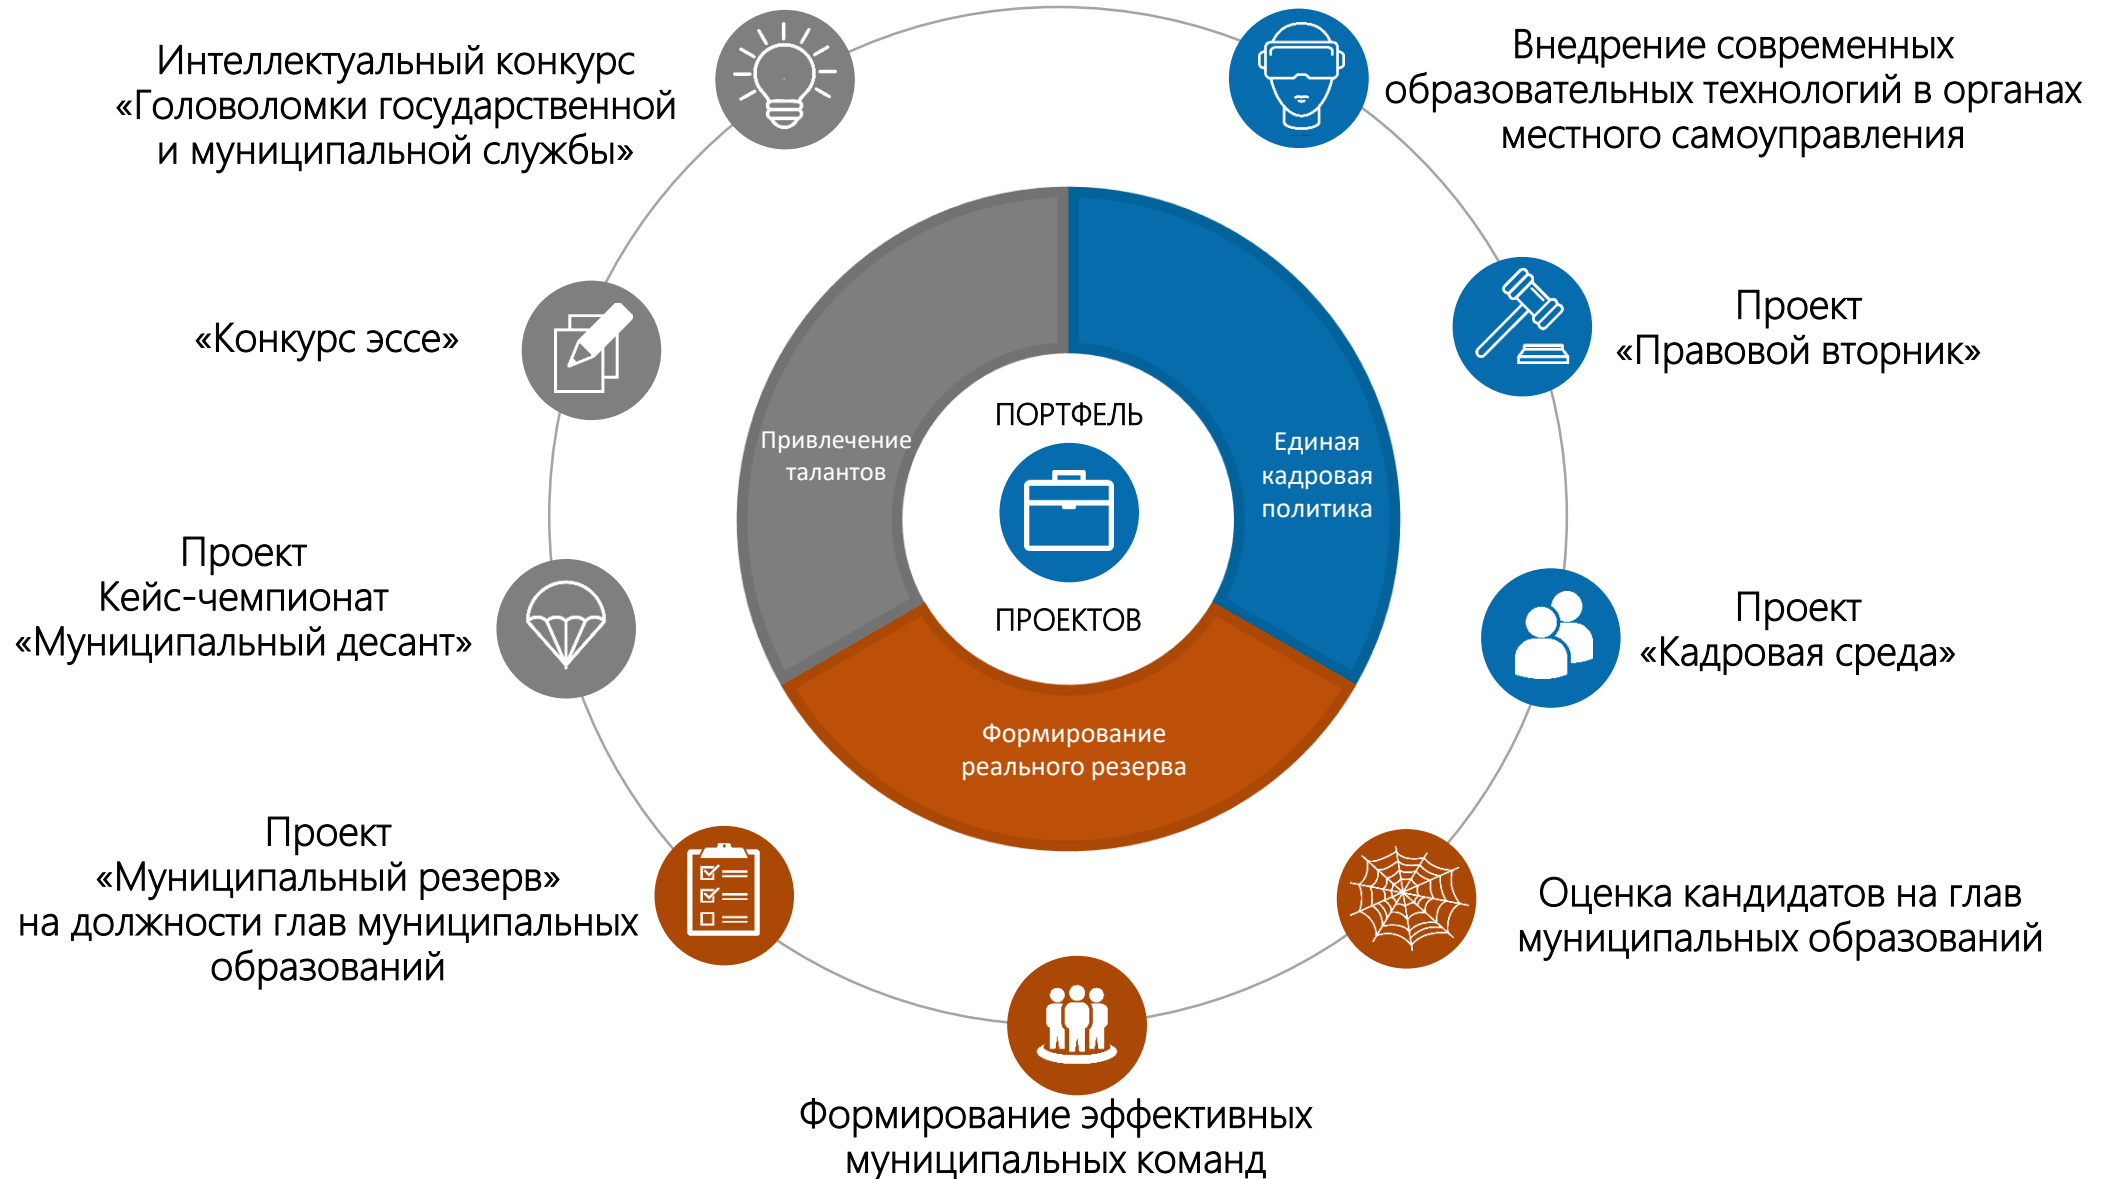 Интеллектуальный конкурс
«Головоломки государственной
и муниципальной службы»
Внедрение современных
образовательных технологий в органах
местного самоуправления
«Конкурс эссе»
Проект
«Правовой вторник»
Проект
Кейс-чемпионат
«Муниципальный десант»
Проект
«Кадровая среда»
Проект
«Муниципальный резерв»
на должности глав муниципальных
образований
Оценка кандидатов на глав
муниципальных образований
Формирование эффективных
муниципальных команд
Привлечение
талантов
ПОРТФЕЛЬ
ПРОЕКТОВ
Единая
кадровая
политика
Формирование
реального резерва